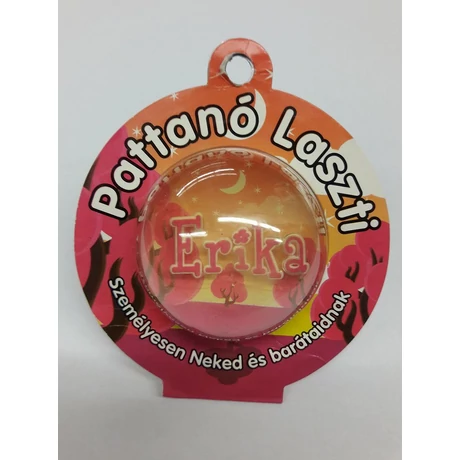 Pattanó Laszti
Erika
Személyesen Neked és barátaidnak